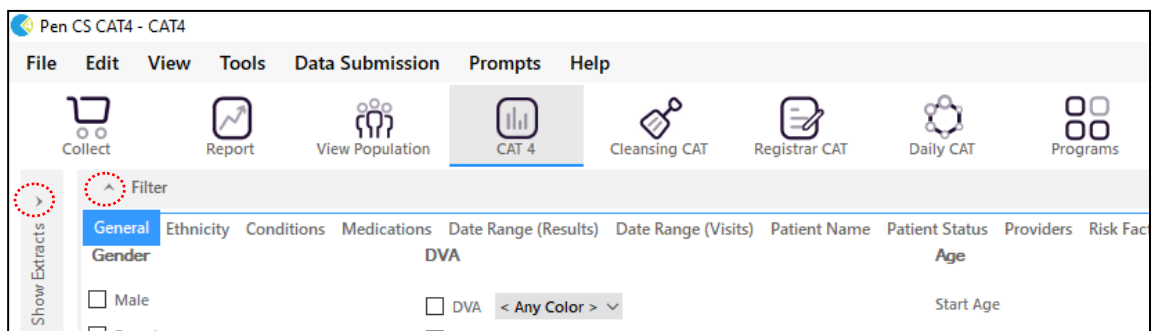 Pen CS CAT4 - CAT4
File Edit View Tools Data Submission Prompts Help
Collect Report View Population CAT 4 Cleansing CAT Registrar CAT Daily CAT Programs
Filter
Show Extracts
General Ethnicity Conditions Medications Date Range (Results) Date Range (Visits) Patient Name Patient Status Providers Risk Fact
Gender DVA Age
Male DVA < Any Color > Start Age